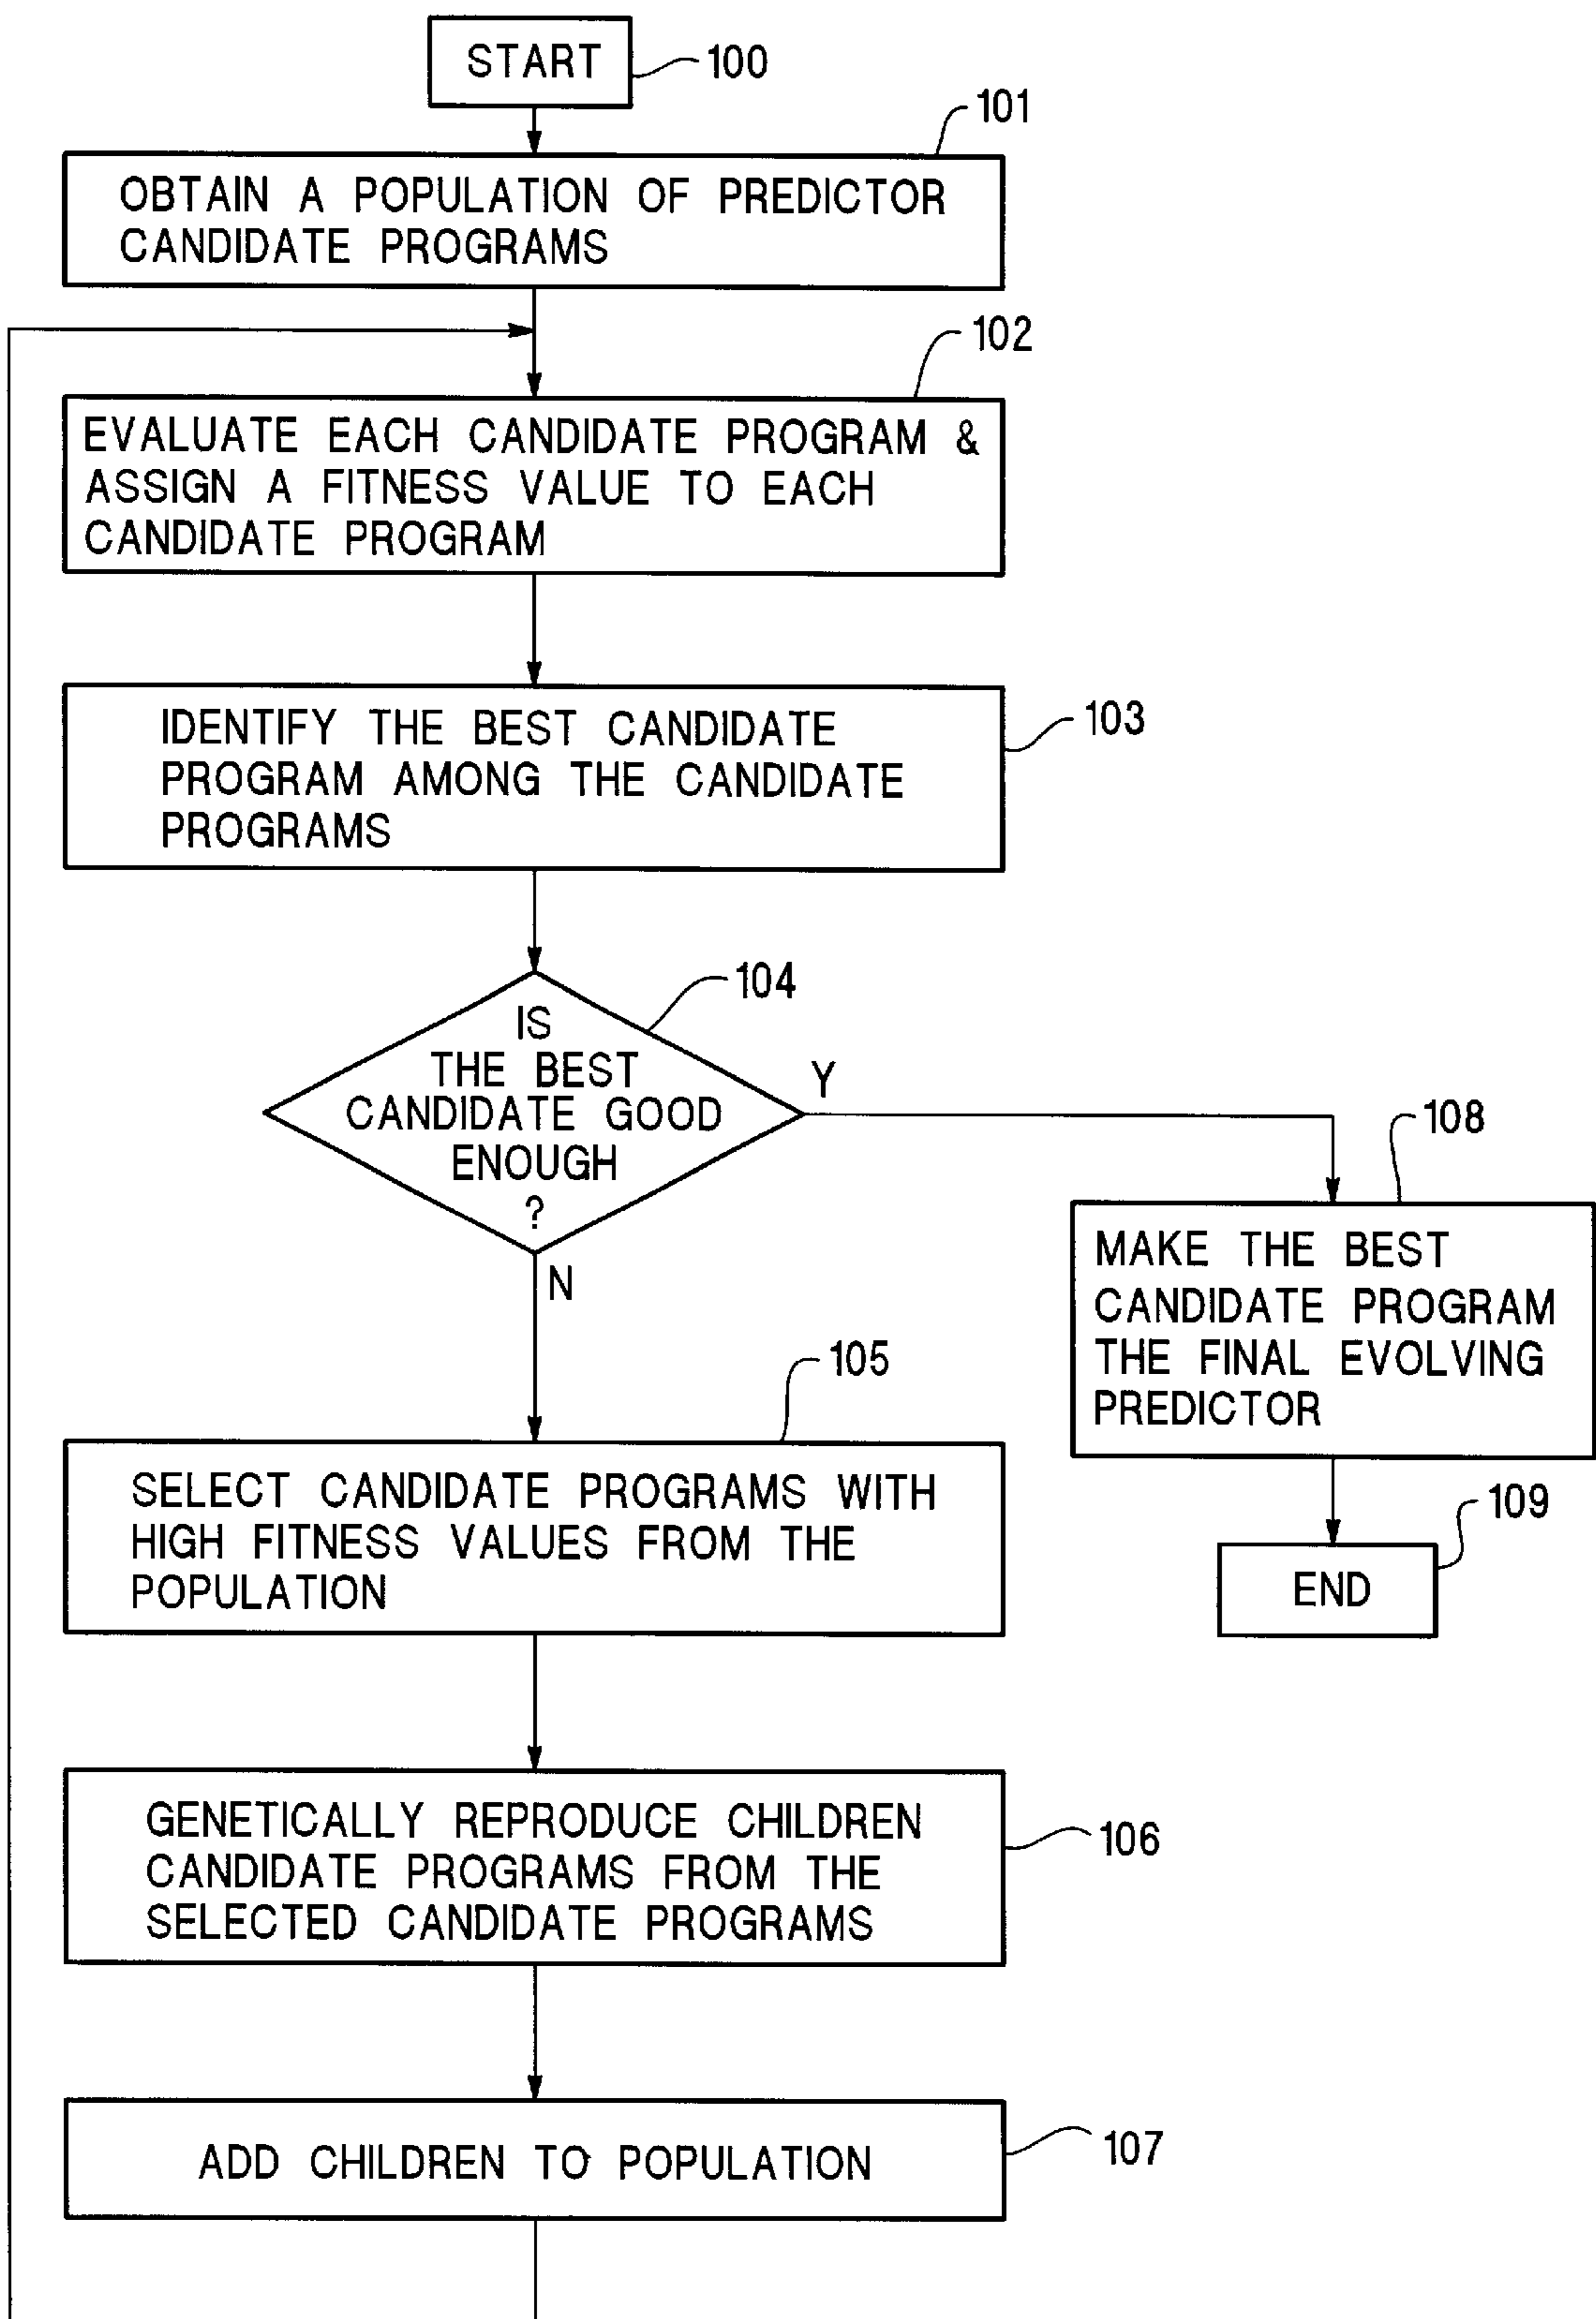 START
100
101
OBTAIN A POPULATION OF PREDICTOR
CANDIDATE PROGRAMS
102
EVALUATE EACH CANDIDATE PROGRAM &
ASSIGN A FITNESS VALUE TO EACH
CANDIDATE PROGRAM
103
IDENTIFY THE BEST CANDIDATE
PROGRAM AMONG THE CANDIDATE
PROGRAMS
104
IS
THE BEST
CANDIDATE GOOD
ENOUGH
?
Y
N
108
MAKE THE BEST
CANDIDATE PROGRAM
THE FINAL EVOLVING
PREDICTOR
109
END
105
SELECT CANDIDATE PROGRAMS WITH
HIGH FITNESS VALUES FROM THE
POPULATION
106
GENETICALLY REPRODUCE CHILDREN
CANDIDATE PROGRAMS FROM THE
SELECTED CANDIDATE PROGRAMS
107
ADD CHILDREN TO POPULATION